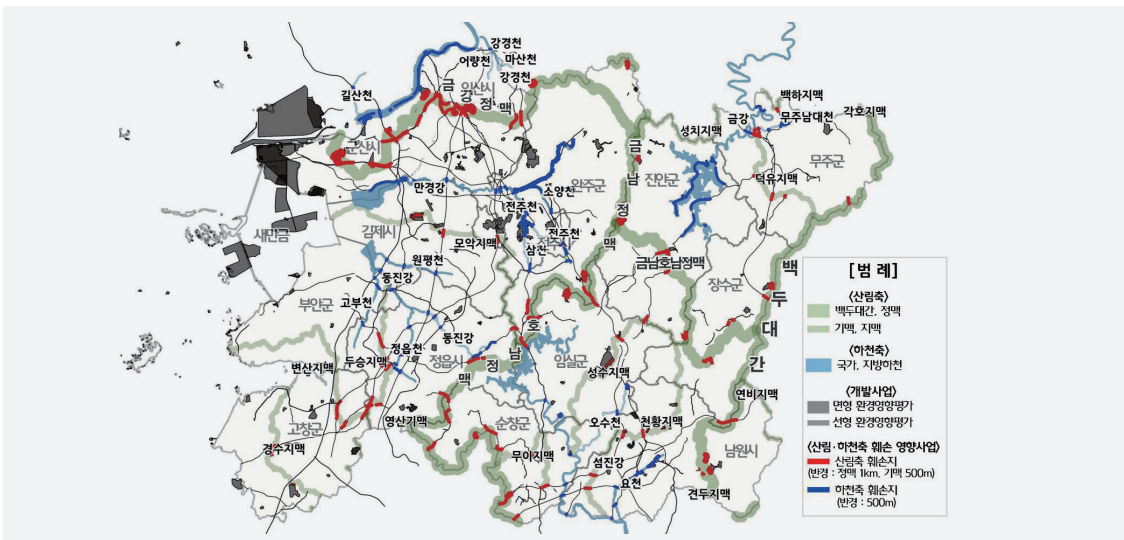 강경천
어량천
마산천
강경천
길산천
익산시
금
강
정
맥
군산시
백하지맥
금강
무주남대천
각호지맥
성치지맥
무주군
덕유지맥
금
남
정
맥
진안군
완주군
소양천
만경강
전주천
전주천
전주시
삼천
새만금
김제시
모악지맥
원평천
동진강
금남호남정맥
장수군
백
두
대
간
부안군
고부천
동진강
정읍천
정읍시
두승지맥
변산지맥
호
남
정
맥
임실군
성수지맥
연비지맥
고창군
영산기맥
경수지맥
순창군
무이지맥
오수천
천황지맥
섬진강
요천
남원시
견두지맥
[범 례]
〈산림축〉
백두대간, 정맥
기맥, 지맥
〈하천축〉
국가, 지방하천
〈개발사업〉
면형 환경영향평가
선형 환경영향평가
〈산림·하천축 훼손 영향사업〉
산림축 훼손지
(반경 : 정맥 1km, 기맥 500m)
하천축 훼손지
(반경 : 500m)